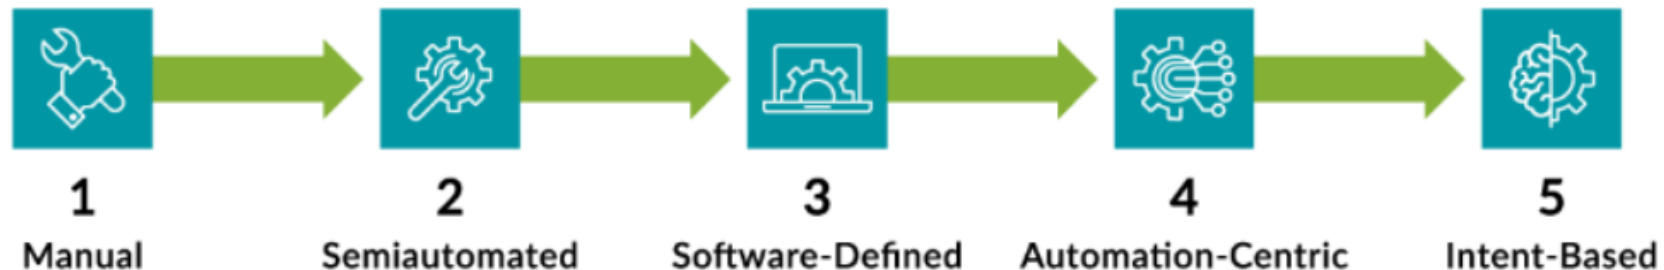 1
Manual
2
Semiautomated
3
Software-Defined
4
Automation-Centric
5
Intent-Based